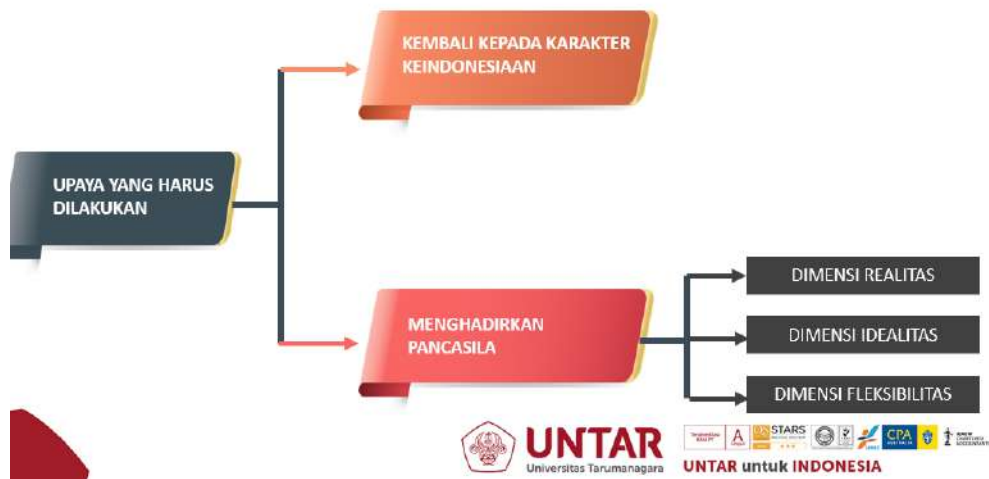 KEMBALI KEPADA KARAKTER
KEINDONESIAAN
UPAYA YANG HARUS
DILAKUKAN
MENGHADIRKAN
PANCASILA
DIMENSI REALITAS
DIMENSI IDEALITAS
DIMENSI FLEKSIBILITAS
UNTAR
Universitas Tarumanagara
A
QS
STARS
CPA
UNTAR untuk INDONESIA